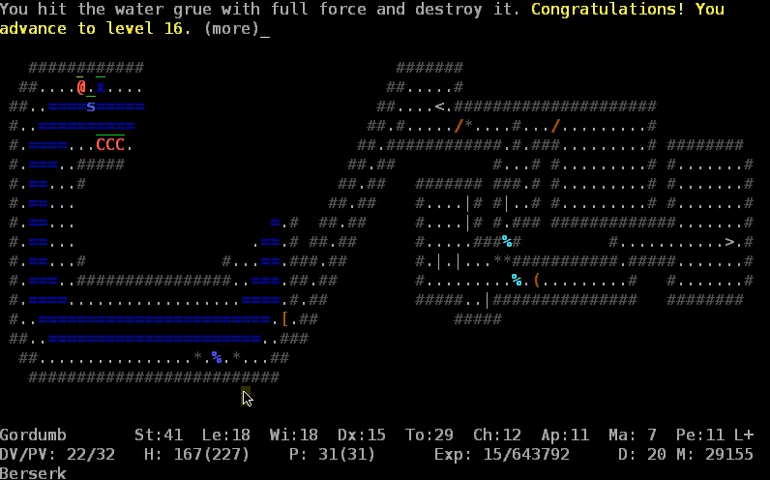 You hit the water grue with full force and destroy it. Congratulations! You
advance to level 16. (more)_
Gordumb St:41 Le:18 Wi:18 Dx:15 To:29 Ch:12 Ap:11 Ma: 7 Pe:11 L+
DV/PV: 22/32 H: 167(227) P: 31(31) Exp: 15/643792 D: 20 M: 29155
Berserk